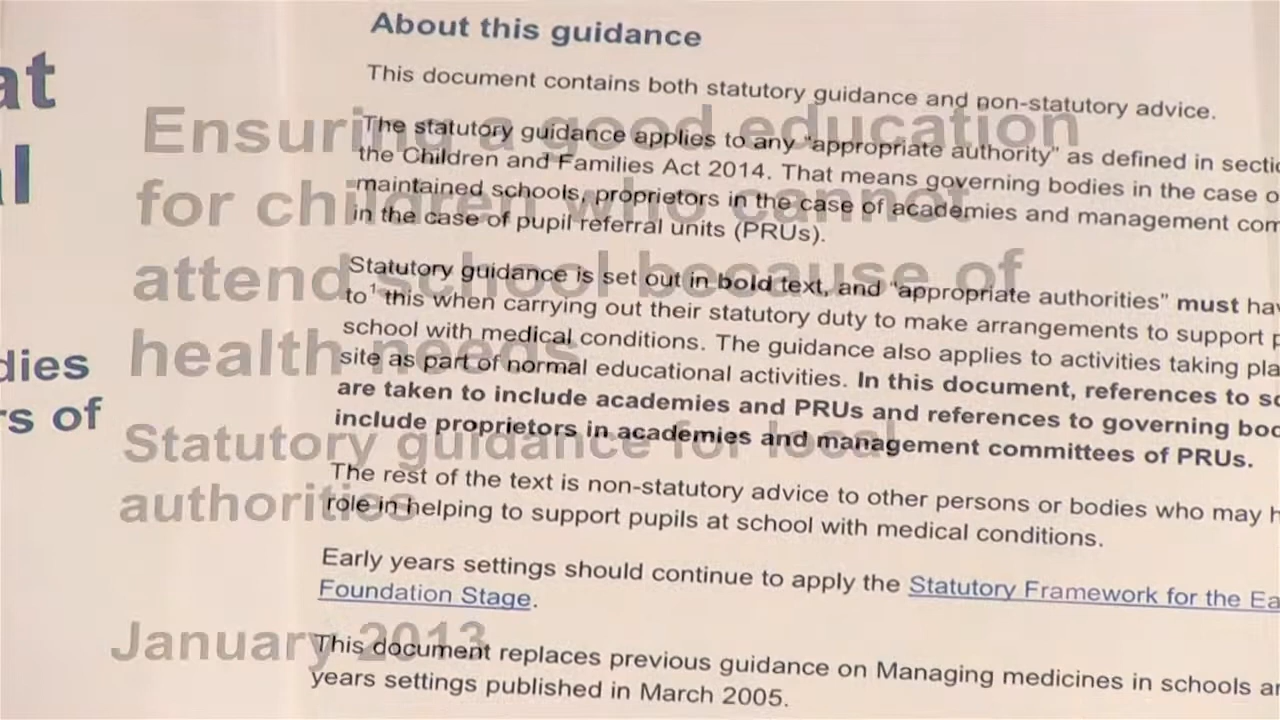 at
al
dies
rs of
Ensuring a good education
for children who cannot
attend school because of
health needs
Statutory guidance for local
authorities
January 2013
About this guidance
This document contains both statutory guidance and non-statutory advice.
The statutory guidance applies to any “appropriate authority” as defined in sectio
the Children and Families Act 2014. That means governing bodies in the case o
maintained schools, proprietors in the case of academies and management com
in the case of pupil referral units (PRUs).
Statutory guidance is set out in bold text, and “appropriate authorities” must hav
to¹ this when carrying out their statutory duty to make arrangements to support p
school with medical conditions. The guidance also applies to activities taking pla
site as part of normal educational activities. In this document, references to sc
are taken to include academies and PRUs and references to governing bod
include proprietors in academies and management committees of PRUs.
The rest of the text is non-statutory advice to other persons or bodies who may h
role in helping to support pupils at school with medical conditions.
Early years settings should continue to apply the Statutory Framework for the Ea
Foundation Stage.
This document replaces previous guidance on Managing medicines in schools an
years settings published in March 2005.